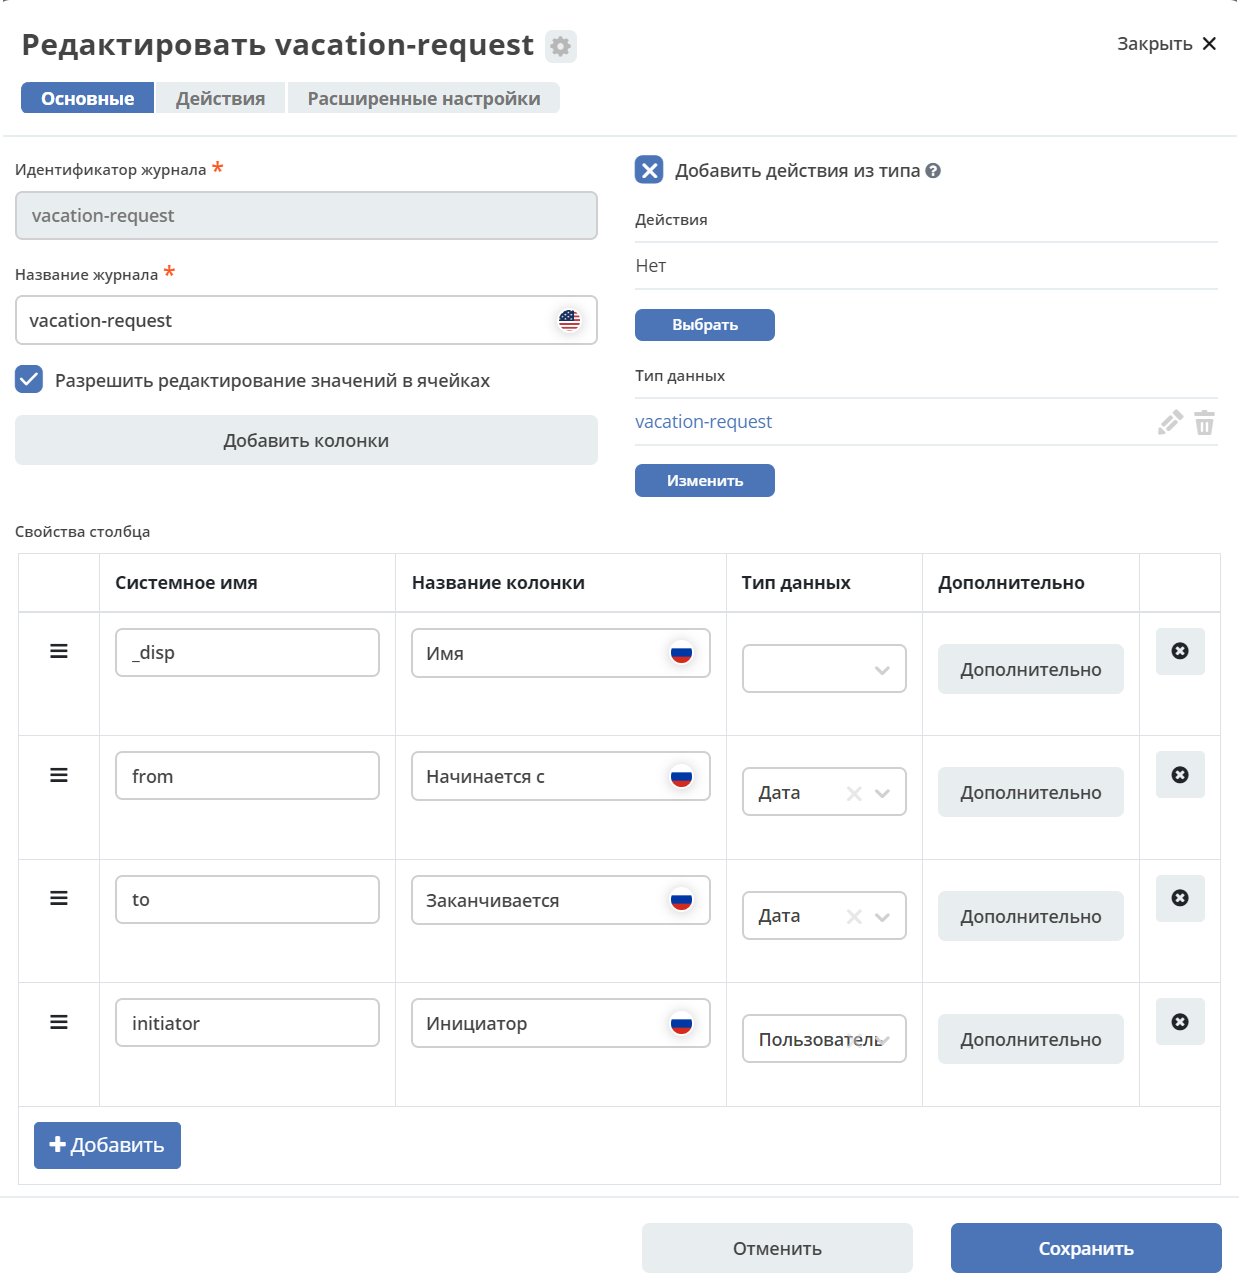 Редактировать vacation-request
Закрыть
Основные
Действия
Расширенные настройки
Идентификатор журнала *
vacation-request
Название журнала *
vacation-request
Разрешить редактирование значений в ячейках
Добавить колонки
Добавить действия из типа
Действия
Нет
Выбрать
Тип данных
vacation-request
Изменить
Свойства столбца
Системное имя Название колонки Тип данных Дополнительно
_disp Имя Дополнительно
from Начинается с Дата Дополнительно
to Заканчивается Дата Дополнительно
initiator Инициатор Пользователь Дополнительно
Добавить
Отменить Сохранить